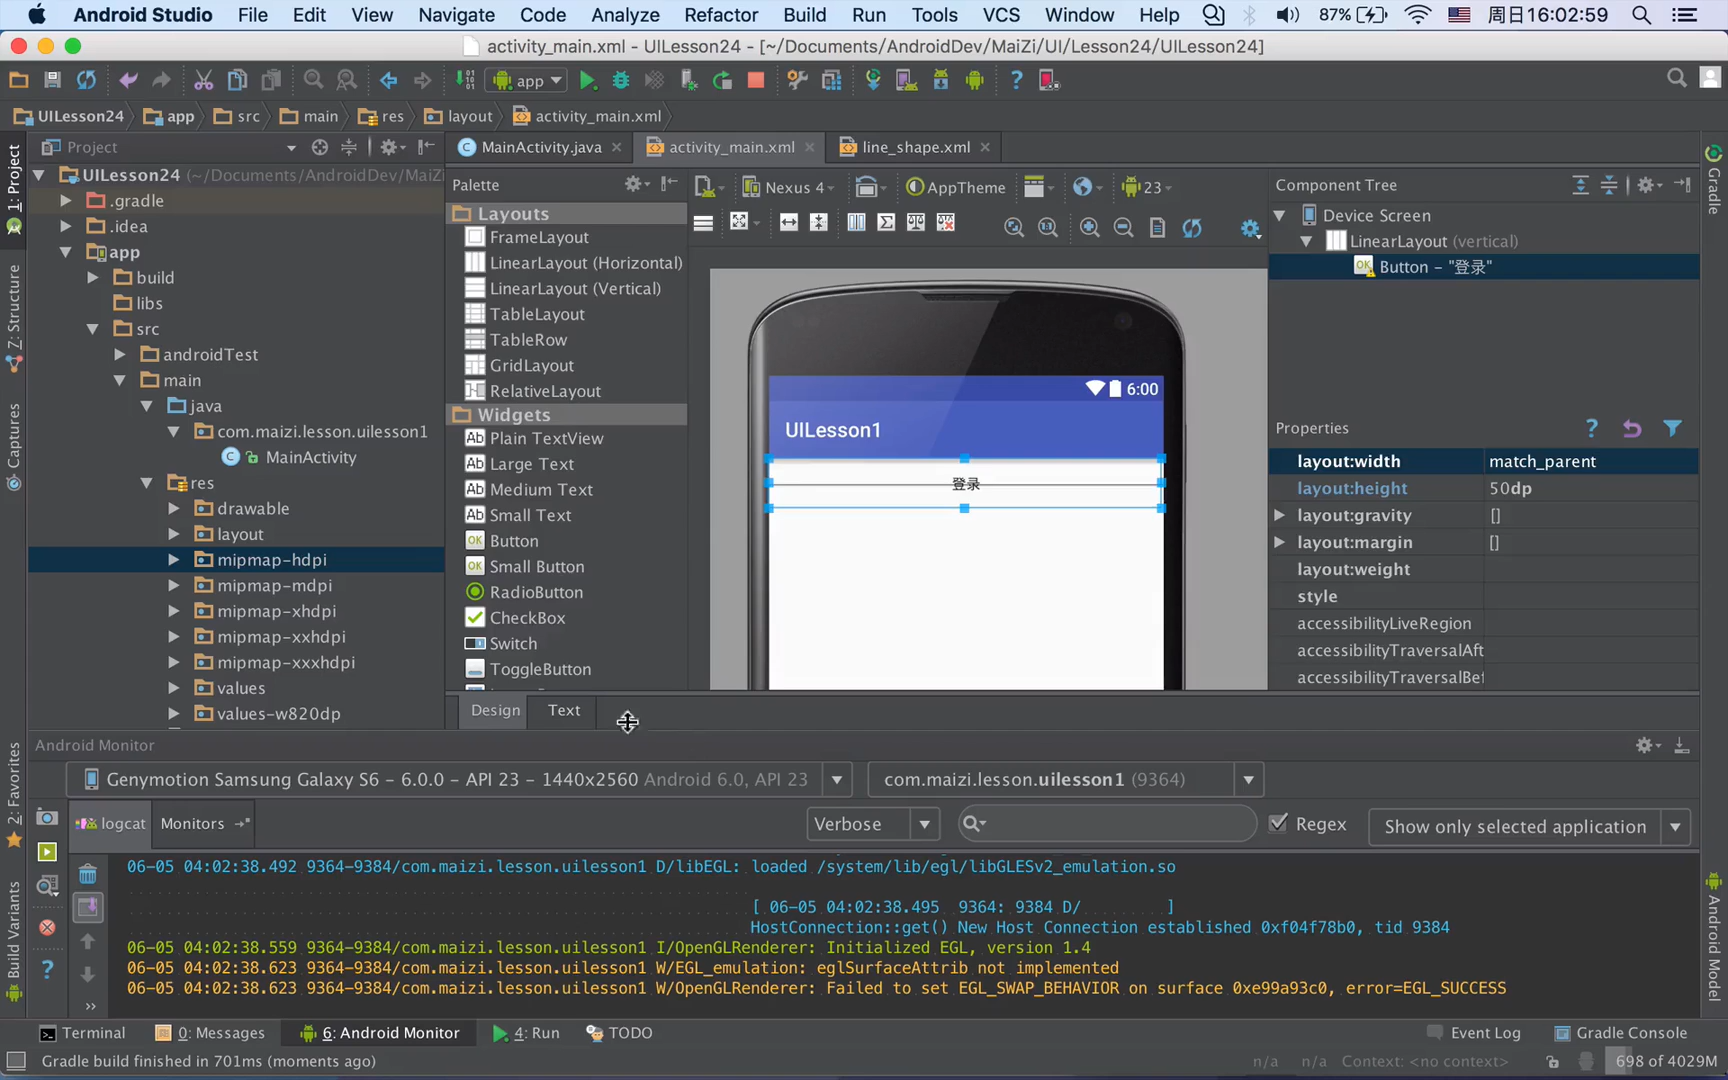 Android Studio File Edit View Navigate Code Analyze Refactor Build Run Tools VCS Window Help 87% 周日16:02:59
activity_main.xml - UILesson24 - [~/Documents/AndroidDev/MaiZi/UI/Lesson24/UILesson24]
app
UILesson24 app src main res layout activity_main.xml
Project
MainActivity.java activity_main.xml line_shape.xml
UILesson24 (~/Documents/AndroidDev/MaiZi
.gradle
.idea
app
build
libs
src
androidTest
main
java
com.maizi.lesson.uilesson1
MainActivity
res
drawable
layout
mipmap-hdpi
mipmap-mdpi
mipmap-xhdpi
mipmap-xxhdpi
mipmap-xxxhdpi
values
values-w820dp
1: Project
7: Structure
Captures
2: Favorites
Build Variants
Palette
Layouts
FrameLayout
LinearLayout (Horizontal)
LinearLayout (Vertical)
TableLayout
TableRow
GridLayout
RelativeLayout
Widgets
Plain TextView
Large Text
Medium Text
Small Text
Button
Small Button
RadioButton
CheckBox
Switch
ToggleButton
Design Text
Nexus 4 AppTheme 23
6:00
UILesson1
登录
Component Tree
Device Screen
LinearLayout (vertical)
Button - "登录"
Properties
layout:width match_parent
layout:height 50dp
layout:gravity []
layout:margin []
layout:weight
style
accessibilityLiveRegion
accessibilityTraversalAft
accessibilityTraversalBef
Gradle
Android Model
Android Monitor
Genymotion Samsung Galaxy S6 - 6.0.0 - API 23 - 1440x2560 Android 6.0, API 23
com.maizi.lesson.uilesson1 (9364)
logcat Monitors
Verbose Regex Show only selected application
06-05 04:02:38.492 9364-9384/com.maizi.lesson.uilesson1 D/libEGL: loaded /system/lib/egl/libGLESv2_emulation.so
[ 06-05 04:02:38.495 9364: 9384 D/ ]
HostConnection::get() New Host Connection established 0xf04f78b0, tid 9384
06-05 04:02:38.559 9364-9384/com.maizi.lesson.uilesson1 I/OpenGLRenderer: Initialized EGL, version 1.4
06-05 04:02:38.623 9364-9384/com.maizi.lesson.uilesson1 W/EGL_emulation: eglSurfaceAttrib not implemented
06-05 04:02:38.623 9364-9384/com.maizi.lesson.uilesson1 W/OpenGLRenderer: Failed to set EGL_SWAP_BEHAVIOR on surface 0xe99a93c0, error=EGL_SUCCESS
Terminal 0: Messages 6: Android Monitor 4: Run TODO Event Log Gradle Console
Gradle build finished in 701ms (moments ago) n/a n/a Context: <no context> 698 of 4029M